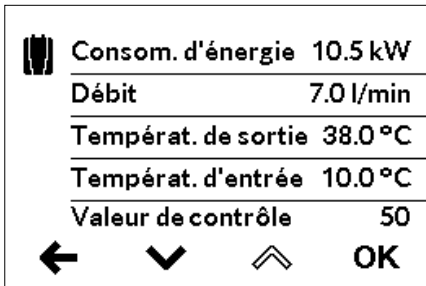 Consom. d'énergie 10.5 kW
Débit 7.0 l/min
Températ. de sortie 38.0 °C
Températ. d'entrée 10.0 °C
Valeur de contrôle 50
OK